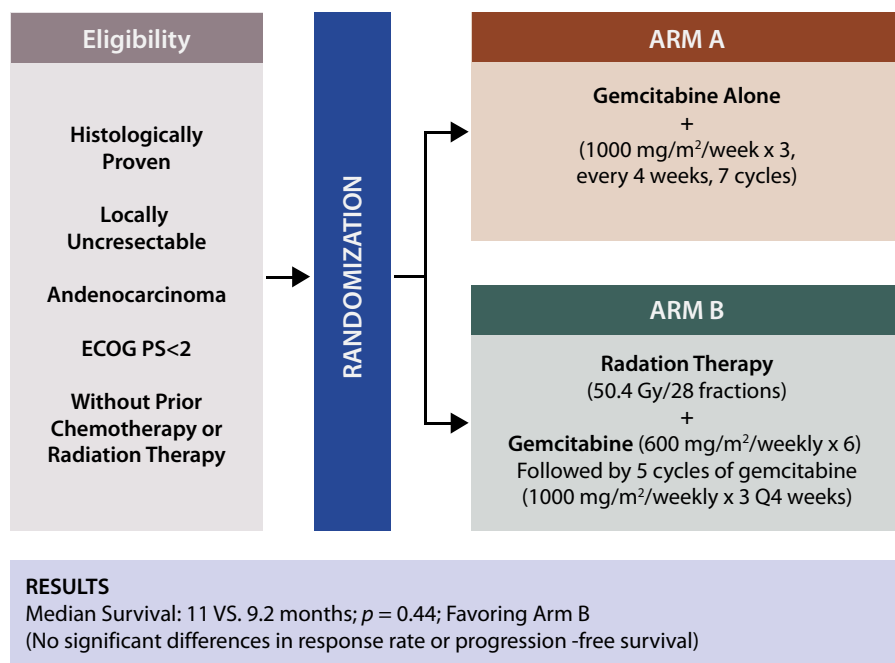 Eligibility
Histologically
Proven
Locally
Uncresectable
Andenocarcinoma
ECOG PS<2
Without Prior
Chemotherapy or
Radiation Therapy
RANDOMIZATION
ARM A
Gemcitabine Alone
+
(1000 mg/m²/week x 3,
every 4 weeks, 7 cycles)
ARM B
Radation Therapy
(50.4 Gy/28 fractions)
+
Gemcitabine (600 mg/m²/weekly x 6)
Followed by 5 cycles of gemcitabine
(1000 mg/m²/weekly x 3 Q4 weeks)
RESULTS
Median Survival: 11 VS. 9.2 months; p = 0.44; Favoring Arm B
(No significant differences in response rate or progression -free survival)